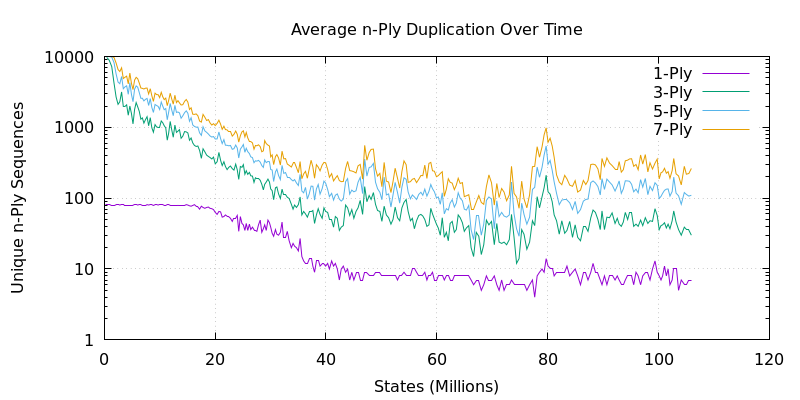 Average n-Ply Duplication Over Time
Unique n-Ply Sequences
10000
1000
100
10
1
1-Ply
3-Ply
5-Ply
7-Ply
0 20 40 60 80 100 120
States (Millions)